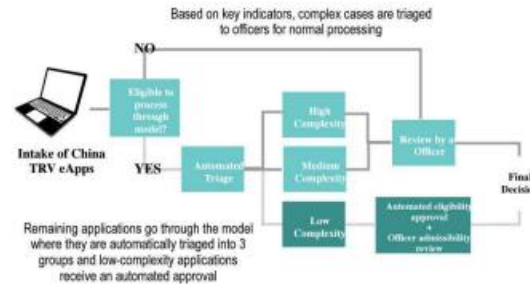 Based on key indicators, complex cases are triaged
to officers for normal processing
NO
Eligible to
process
through
model?
Intake of China
TRV eApps
YES
Automated
Triage
High
Complexity
Medium
Complexity
Low
Complexity
Review by a
Officer
Automated eligibility
approval
+
Officer admissibility
review
Final
Decisi
Remaining applications go through the model
where they are automatically triaged into 3
groups and low-complexity applications
receive an automated approval